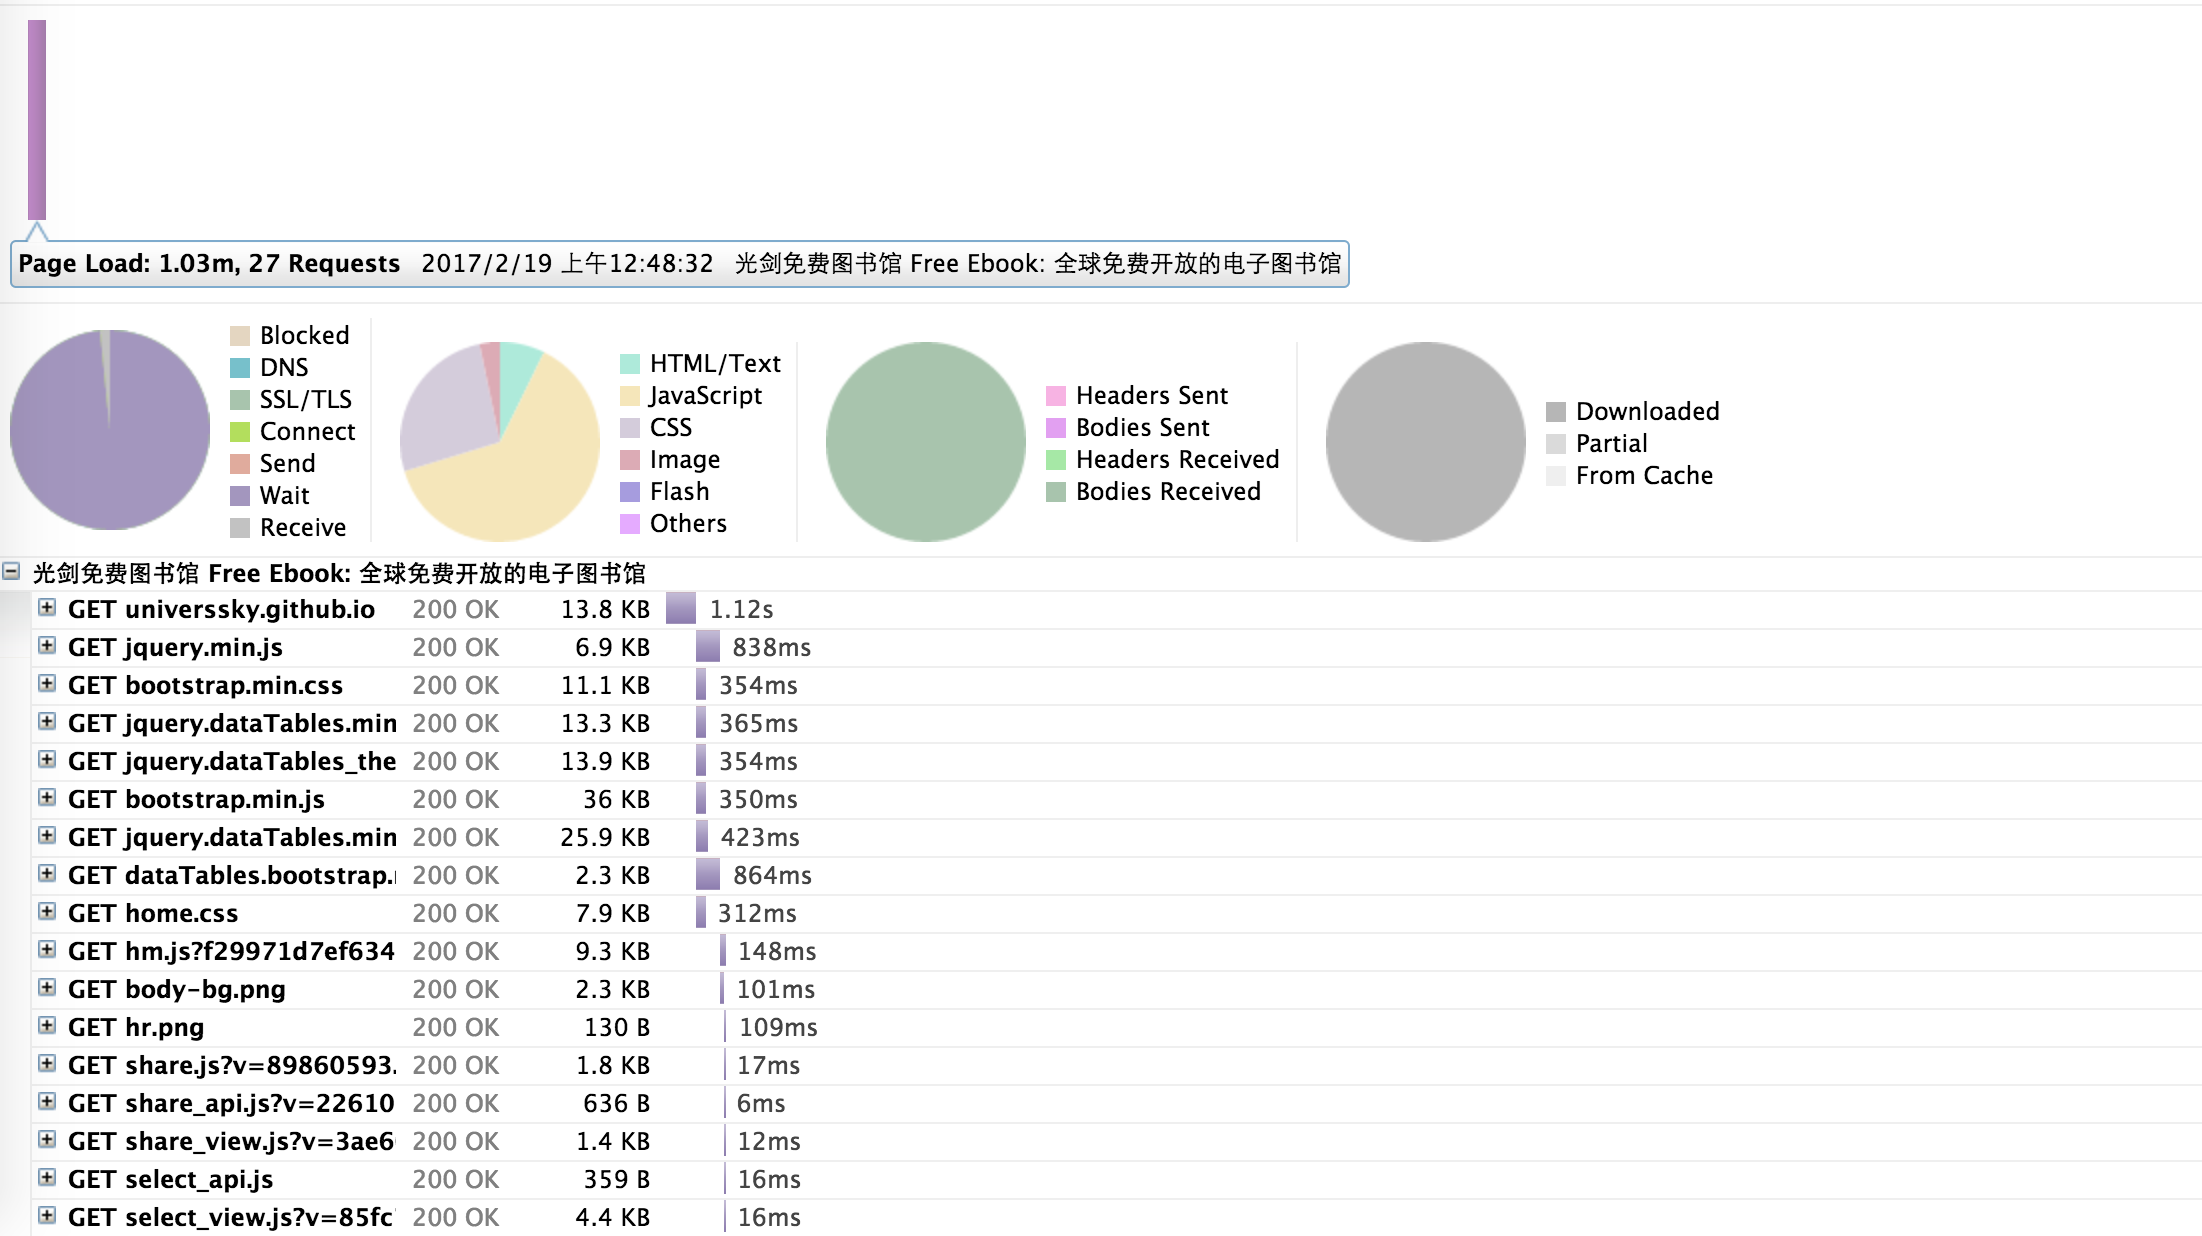 Page Load: 1.03m, 27 Requests 2017/2/19 上午12:48:32 光剑免费图书馆 Free Ebook: 全球免费开放的电子图书馆
Blocked
DNS
SSL/TLS
Connect
Send
Wait
Receive
HTML/Text
JavaScript
CSS
Image
Flash
Others
Headers Sent
Bodies Sent
Headers Received
Bodies Received
Downloaded
Partial
From Cache
光剑免费图书馆 Free Ebook: 全球免费开放的电子图书馆
GET universsky.github.io 200 OK 13.8 KB 1.12s
GET jquery.min.js 200 OK 6.9 KB 838ms
GET bootstrap.min.css 200 OK 11.1 KB 354ms
GET jquery.dataTables.min 200 OK 13.3 KB 365ms
GET jquery.dataTables_the 200 OK 13.9 KB 354ms
GET bootstrap.min.js 200 OK 36 KB 350ms
GET jquery.dataTables.min 200 OK 25.9 KB 423ms
GET dataTables.bootstrap. 200 OK 2.3 KB 864ms
GET home.css 200 OK 7.9 KB 312ms
GET hm.js?f29971d7ef634 200 OK 9.3 KB 148ms
GET body-bg.png 200 OK 2.3 KB 101ms
GET hr.png 200 OK 130 B 109ms
GET share.js?v=89860593. 200 OK 1.8 KB 17ms
GET share_api.js?v=22610 200 OK 636 B 6ms
GET share_view.js?v=3ae6 200 OK 1.4 KB 12ms
GET select_api.js 200 OK 359 B 16ms
GET select_view.js?v=85fc 200 OK 4.4 KB 16ms